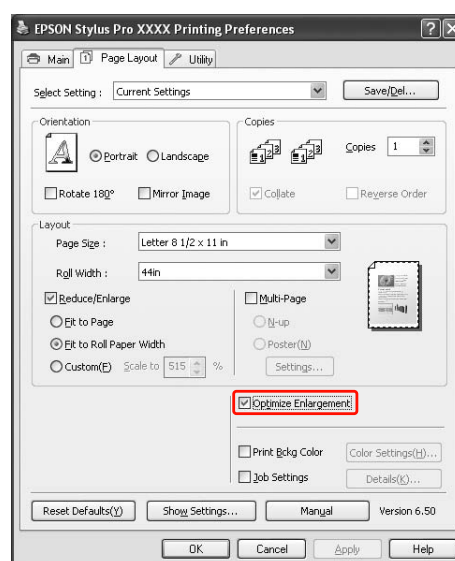 EPSON Stylus Pro XXXX Printing Preferences
Main Page Layout Utility
Select Setting : Current Settings Save/Del...
Orientation
Portrait Landscape
Rotate 180° Mirror Image
Copies
Copies 1
Collate Reverse Order
Layout
Page Size : Letter 8 1/2 x 11 in
Roll Width : 44in
Reduce/Enlarge
Fit to Page
Fit to Roll Paper Width
Custom(E) Scale to 515 %
Multi-Page
N-up
Poster(N)
Settings...
Optimize Enlargement
Print Bckg Color Color Settings(H)...
Job Settings Details(K)...
Reset Defaults(Y) Show Settings... Manual Version 6.50
OK Cancel Apply Help